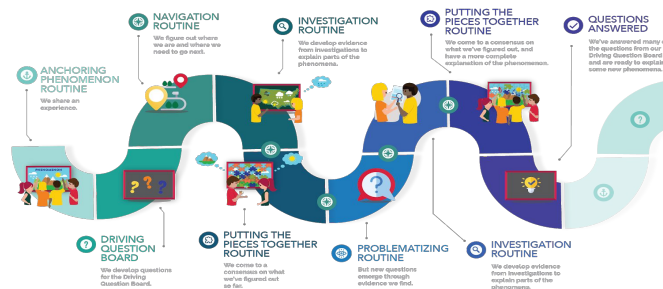 ANCHORING
PHENOMENON
ROUTINE
We share an
experience.
NAVIGATION
ROUTINE
We figure out where
we are and where we
need to go next.
INVESTIGATION
ROUTINE
We develop evidence
from investigations to
explain parts of the
phenomena.
PUTTING THE
PIECES TOGETHER
ROUTINE
We come to a consensus on
what we've figured out, and
have a more complete
explanation of the phenomenon.
QUESTIONS
ANSWERED
We've answered many
the questions from our
Driving Question Board
and are ready to explain
some new phenomena.
? ? ?
?
?
DRIVING
QUESTION
BOARD
We develop questions
for the Driving
Question Board.
PUTTING THE
PIECES TOGETHER
ROUTINE
We come to a
consensus on what
we've figured out
so far.
PROBLEMATIZING
ROUTINE
But new questions
emerge through
evidence we find.
INVESTIGATION
ROUTINE
We develop evidence
from investigations to
explain parts of the
phenomena.